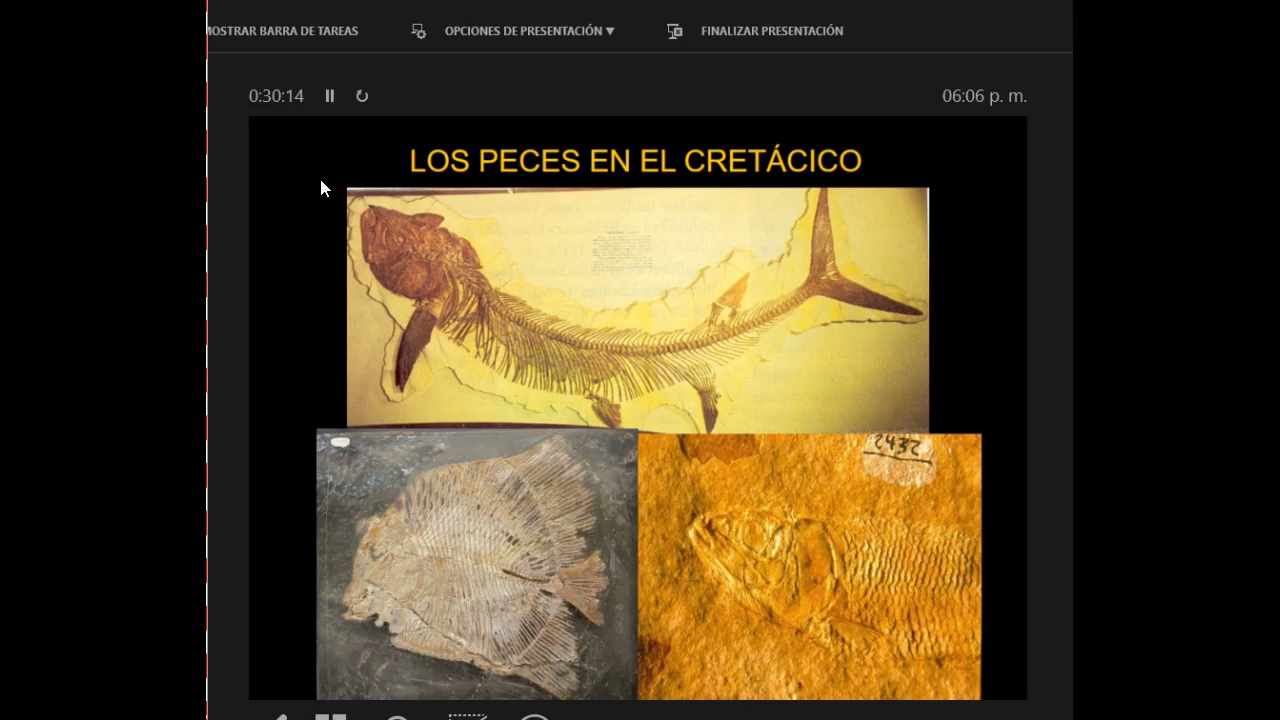 MOSTRAR BARRA DE TAREAS
OPCIONES DE PRESENTACIÓN ▼
FINALIZAR PRESENTACIÓN
0:30:14
06:06 p. m.
LOS PECES EN EL CRETÁCICO
2432